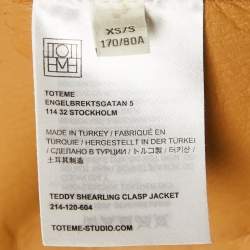 XS/S
170/80A
TOTEME
TOTEME
ENGELBREKTSGATAN 5
114 32 STOCKHOLM
MADE IN TURKEY / FABRIQUÉ EN
TURQUIE / HERGESTELLT IN DER TÜRKEI
/ СДЕЛАНО В ТУРЦИИ / トルコ製 / 터키산 /
土耳其制造
TEDDY SHEARLING CLASP JACKET
214-120-604
TOTEME-STUDIO.COM